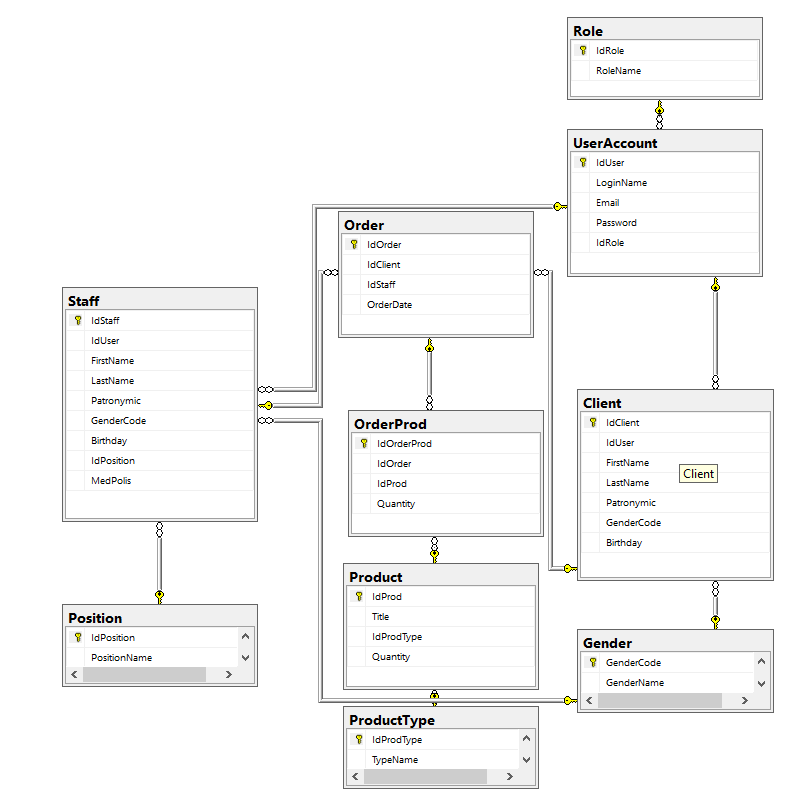 Role
IdRole
RoleName
UserAccount
IdUser
LoginName
Email
Password
IdRole
Order
IdOrder
IdClient
IdStaff
OrderDate
Staff
IdStaff
IdUser
FirstName
LastName
Patronymic
GenderCode
Birthday
IdPosition
MedPolis
Client
IdClient
IdUser
FirstName
LastName
Patronymic
GenderCode
Birthday
Client
OrderProd
IdOrderProd
IdOrder
IdProd
Quantity
Product
IdProd
Title
IdProdType
Quantity
Position
IdPosition
PositionName
Gender
GenderCode
GenderName
ProductType
IdProdType
TypeName